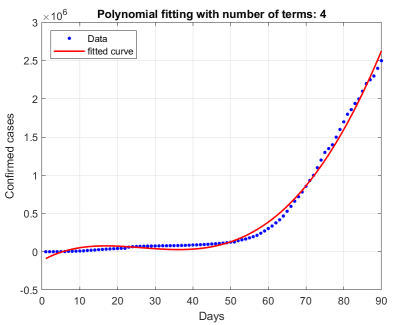 Polynomial fitting with number of terms: 4
×10^6
Data
fitted curve
3
2.5
2
1.5
1
0.5
0
-0.5
Confirmed cases
0 10 20 30 40 50 60 70 80 90
Days